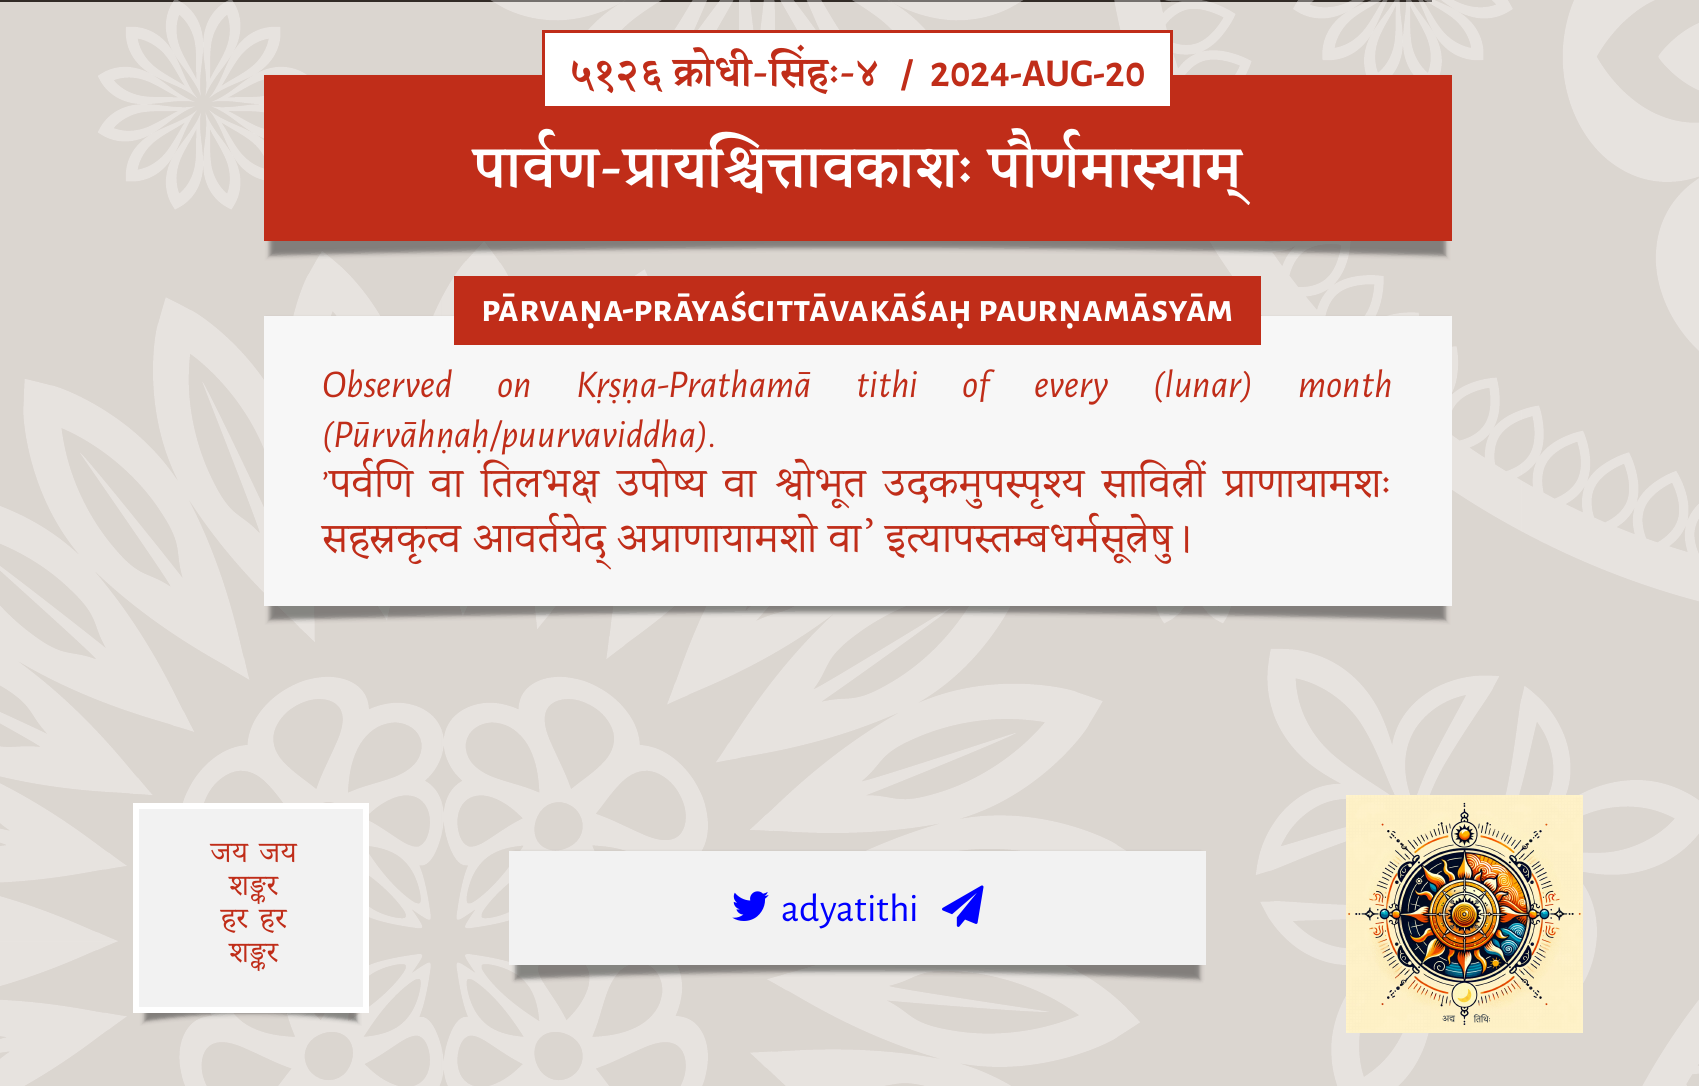 ५१२६ क्रोधी-सिंहः-४ / 2024-AUG-20
पार्वण-प्रायश्चित्तावकाशः पौर्णमास्याम्
PĀRVAṆA-PRĀYAŚCITTĀVAKĀŚAḤ PAURṆAMĀSYĀM
Observed on Kṛṣṇa-Prathamā tithi of every (lunar) month
(Pūrvāhṇaḥ/puurvaviddha).
’पर्वणि वा तिलभक्ष उपोष्य वा श्वोभूत उदकमुपस्पृश्य सावित्रीं प्राणायामशः
सहस्रकृत्व आवर्तयेद् अप्राणायामशो वा’ इत्यापस्तम्बधर्मसूत्रेषु।
जय जय
शङ्कर
हर हर
शङ्कर
adyatithi
अद्य तिथिः